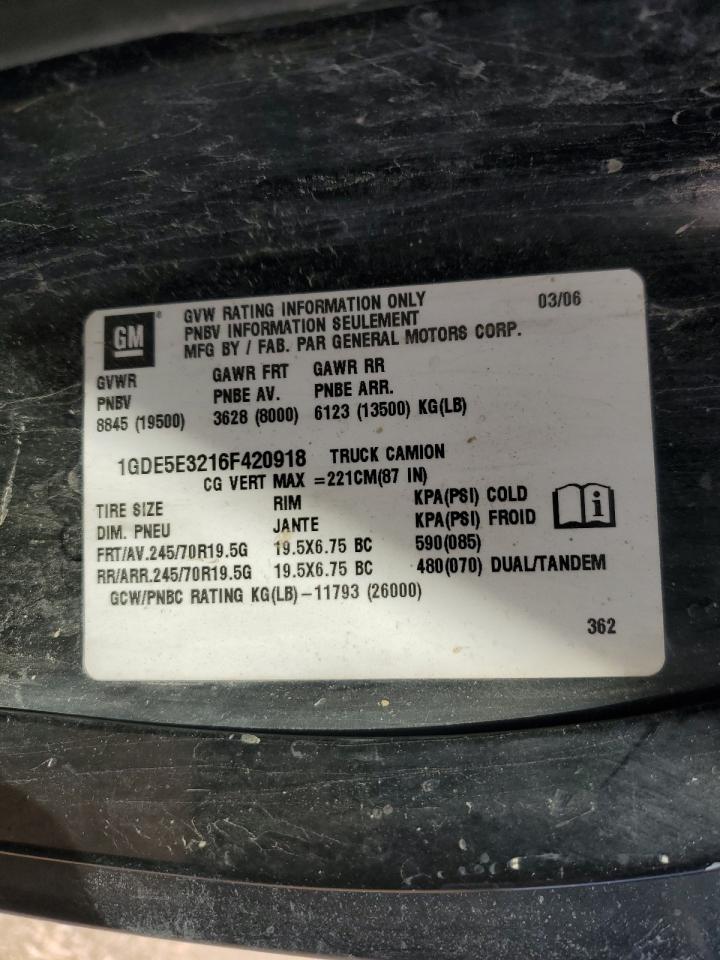 GM ®
GVW RATING INFORMATION ONLY 03/06
PNBV INFORMATION SEULEMENT
MFG BY / FAB. PAR GENERAL MOTORS CORP.
GVWR GAWR FRT GAWR RR
PNBV PNBE AV. PNBE ARR.
8845 (19500) 3628 (8000) 6123 (13500) KG(LB)
1GDE5E3216F420918 TRUCK CAMION
CG VERT MAX =221CM(87 IN)
TIRE SIZE RIM KPA(PSI) COLD
DIM. PNEU JANTE KPA(PSI) FROID
FRT/AV.245/70R19.5G 19.5X6.75 BC 590(085)
RR/ARR.245/70R19.5G 19.5X6.75 BC 480(070) DUAL/TANDEM
GCW/PNBC RATING KG(LB)-11793 (26000)
362